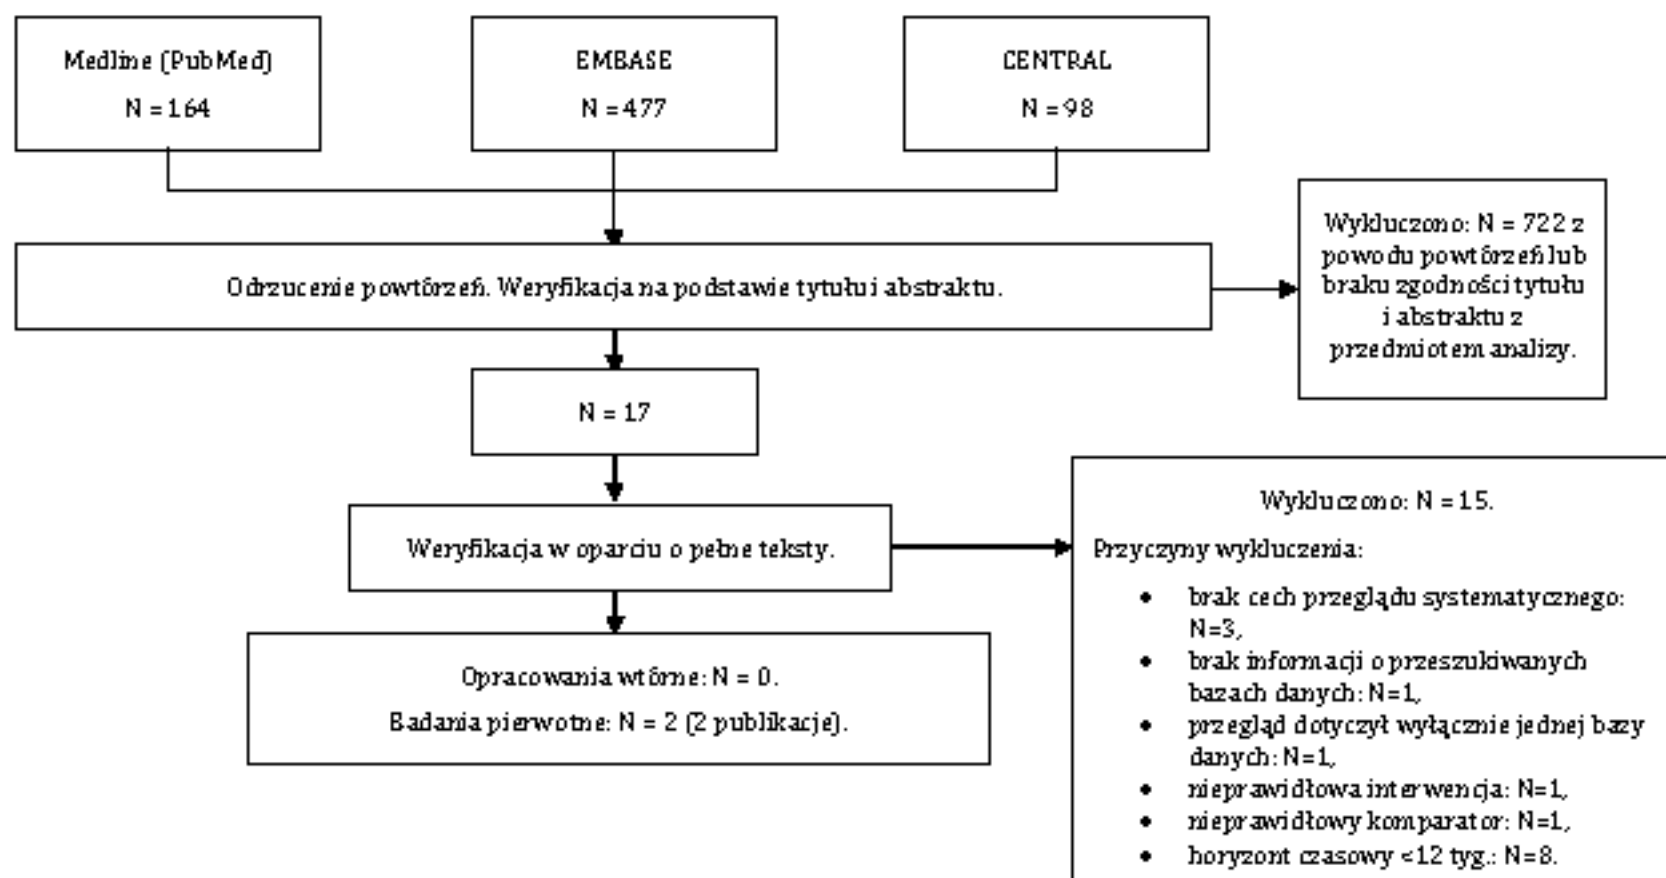 Medline (PubMed)
N = 164
EMBASE
N = 477
CENTRAL
N = 98
Wykluczono: N = 722 z
powodu powtórzeń lub
braku zgodności tytułu
i abstraktu z
przedmiotem analizy.
Odrzucenie powtórzeń. Weryfikacja na podstawie tytułu i abstraktu.
N = 17
Weryfikacja w oparciu o pełne teksty.
Wykluczono: N = 15.
Przyczyny wykluczenia:
• brak cech przeglądu systematycznego:
N=3,
• brak informacji o przeszukiwanych
bazach danych: N=1,
• przegląd dotyczył wyłącznie jednej bazy
danych: N=1,
• nieprawidłowa interwencja: N=1,
• nieprawidłowy komparator: N=1,
• horyzont czasowy <12 tyg.: N=8.
Opracowania wtórne: N = 0.
Badania pierwotne: N = 2 (2 publikacje).